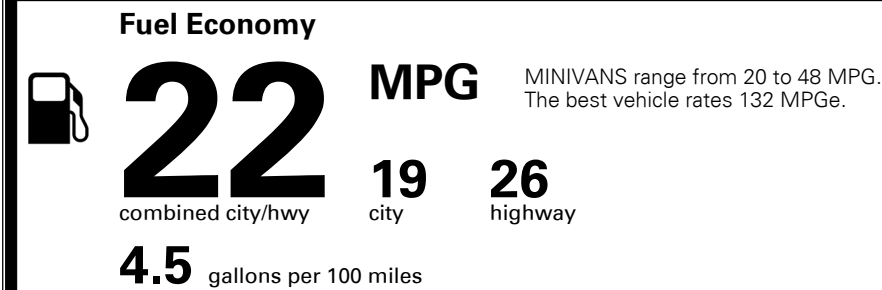 Fuel Economy
22 MPG
MINIVANS range from 20 to 48 MPG.
The best vehicle rates 132 MPGe.
combined city/hwy
19
city
26
highway
4.5 gallons per 100 miles